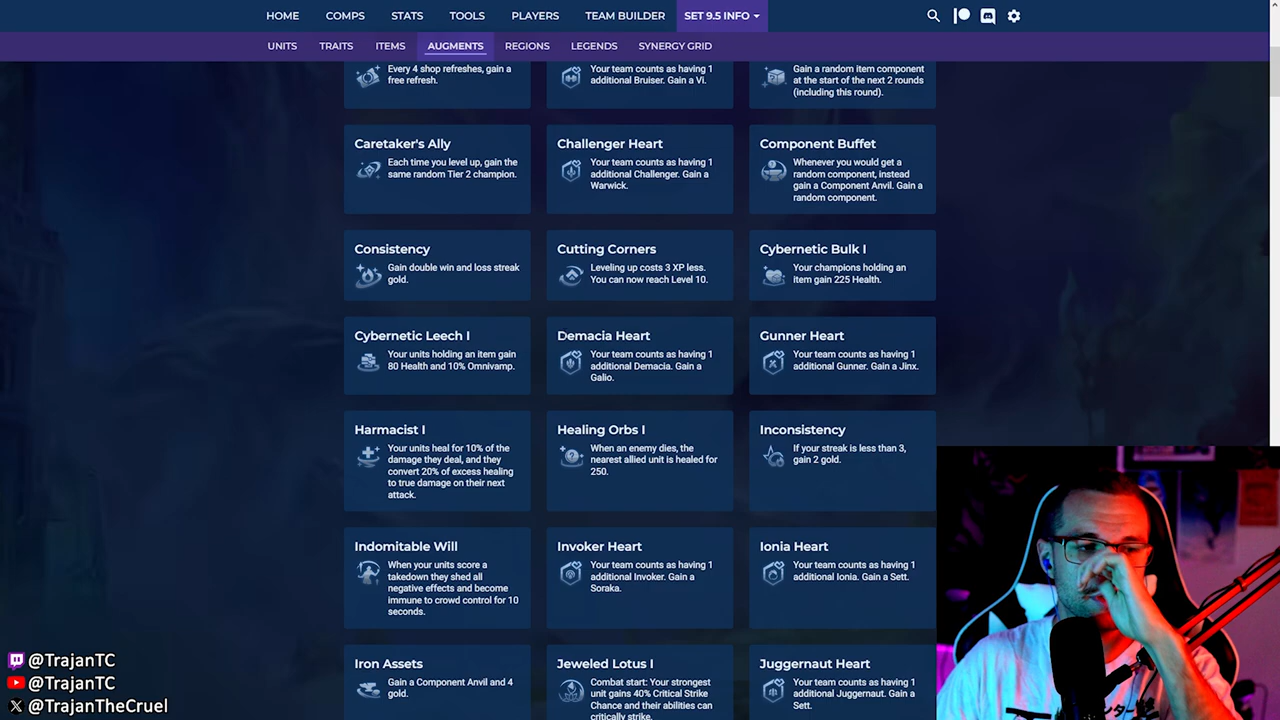 HOME COMPS STATS TOOLS PLAYERS TEAM BUILDER SET 9.5 INFO
UNITS TRAITS ITEMS AUGMENTS REGIONS LEGENDS SYNERGY GRID
Every 4 shop refreshes, gain a
free refresh.
Your team counts as having 1
additional Bruiser. Gain a Vi.
Gain a random item component
at the start of the next 2 rounds
(including this round).
Caretaker's Ally
Each time you level up, gain the
same random Tier 2 champion.
Challenger Heart
Your team counts as having 1
additional Challenger. Gain a
Warwick.
Component Buffet
Whenever you would get a
random component, instead
gain a Component Anvil. Gain a
random component.
Consistency
Gain double win and loss streak
gold.
Cutting Corners
Leveling up costs 3 XP less.
You can now reach Level 10.
Cybernetic Bulk I
Your champions holding an
item gain 225 Health.
Cybernetic Leech I
Your units holding an item gain
80 Health and 10% Omnivamp.
Demacia Heart
Your team counts as having 1
additional Demacia. Gain a
Galio.
Gunner Heart
Your team counts as having 1
additional Gunner. Gain a Jinx.
Harmacist I
Your units heal for 10% of the
damage they deal, and they
convert 20% of excess healing
to true damage on their next
attack.
Healing Orbs I
When an enemy dies, the
nearest allied unit is healed for
250.
Inconsistency
If your streak is less than 3,
gain 2 gold.
Indomitable Will
When your units score a
takedown they shed all
negative effects and become
immune to crowd control for 10
seconds.
Invoker Heart
Your team counts as having 1
additional Invoker. Gain a
Soraka.
Ionia Heart
Your team counts as having 1
additional Ionia. Gain a Sett.
Iron Assets
Gain a Component Anvil and 4
gold.
Jeweled Lotus I
Combat start: Your strongest
unit gains 40% Critical Strike
Chance and their abilities can
critically strike.
Juggernaut Heart
Your team counts as having 1
additional Juggernaut. Gain a
Sett.
@TrajanTC
@TrajanTC
@TrajanTheCruel